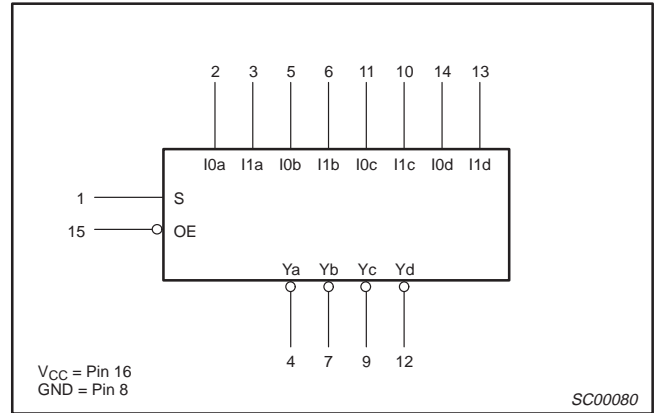 2 3 5 6 11 10 14 13
I0a I1a I0b I1b I0c I1c I0d I1d
1 S
15 OE
Ya Yb Yc Yd
4 7 9 12
VCC = Pin 16
GND = Pin 8
SC00080